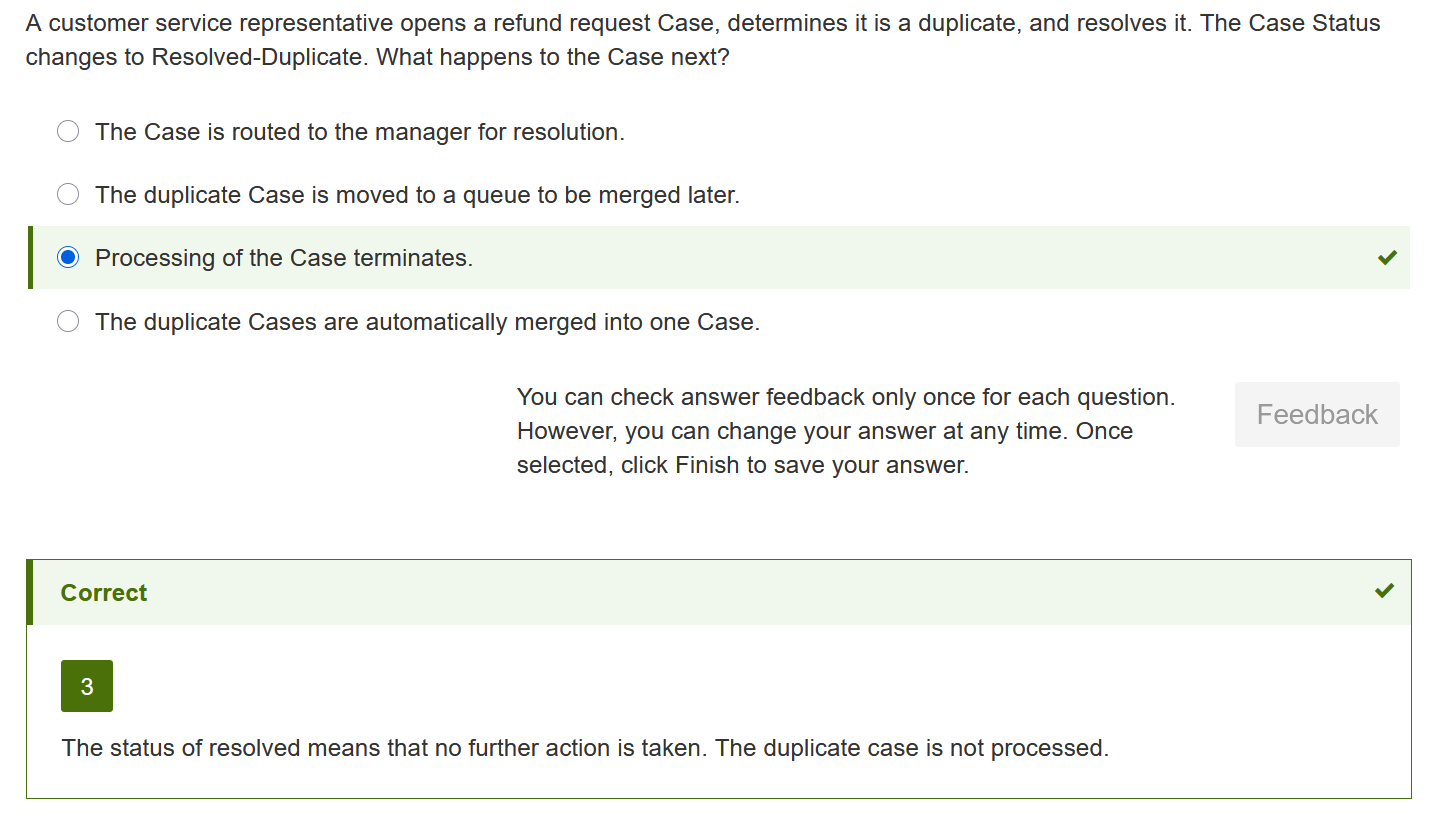 A customer service representative opens a refund request Case, determines it is a duplicate, and resolves it. The Case Status
changes to Resolved-Duplicate. What happens to the Case next?
The Case is routed to the manager for resolution.
The duplicate Case is moved to a queue to be merged later.
Processing of the Case terminates.
The duplicate Cases are automatically merged into one Case.
You can check answer feedback only once for each question.
However, you can change your answer at any time. Once
selected, click Finish to save your answer.
Feedback
Correct
3
The status of resolved means that no further action is taken. The duplicate case is not processed.